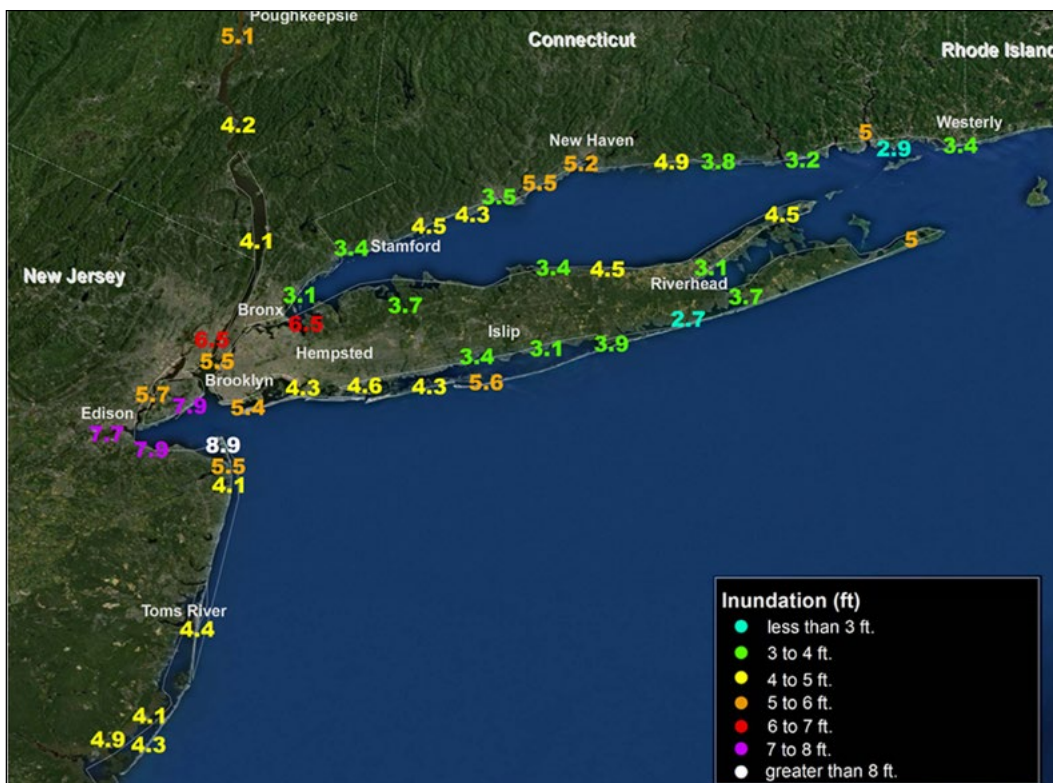 Poughkeepsie
5.1
Connecticut
Rhode Island
4.2
New Haven
5
Westerly
5.2
4.9
3.8
3.2
2.9
3.4
5.5
3.5
4.3
4.5
4.5
4.1
3.4
Stamford
5
New Jersey
3.4
4.5
3.1
Riverhead
3.1
Bronx
3.7
3.7
6.5
6.5
Islip
2.7
5.5
Hempsted
3.4
3.1
3.9
Brooklyn
4.3
4.6
4.3
5.6
5.7
7.9
5.4
Edison
7.7
7.9
8.9
5.5
4.1
Toms River
4.4
4.1
4.9
4.3
Inundation (ft)
less than 3 ft.
3 to 4 ft.
4 to 5 ft.
5 to 6 ft.
6 to 7 ft.
7 to 8 ft.
greater than 8 ft.